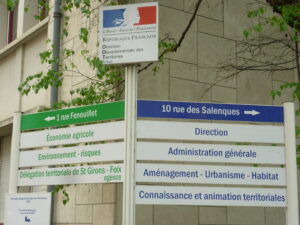 Liberté • Égalité • Fraternité
RÉPUBLIQUE FRANÇAISE
Direction
Départementale des
Territoires
1 rue Fenouillet
Économie agricole
Environnement - risques
Délégation territoriale de St Girons - Foix
agence
10 rue des Salenques
Direction
Administration générale
Aménagement - Urbanisme - Habitat
Connaissance et animation territoriales